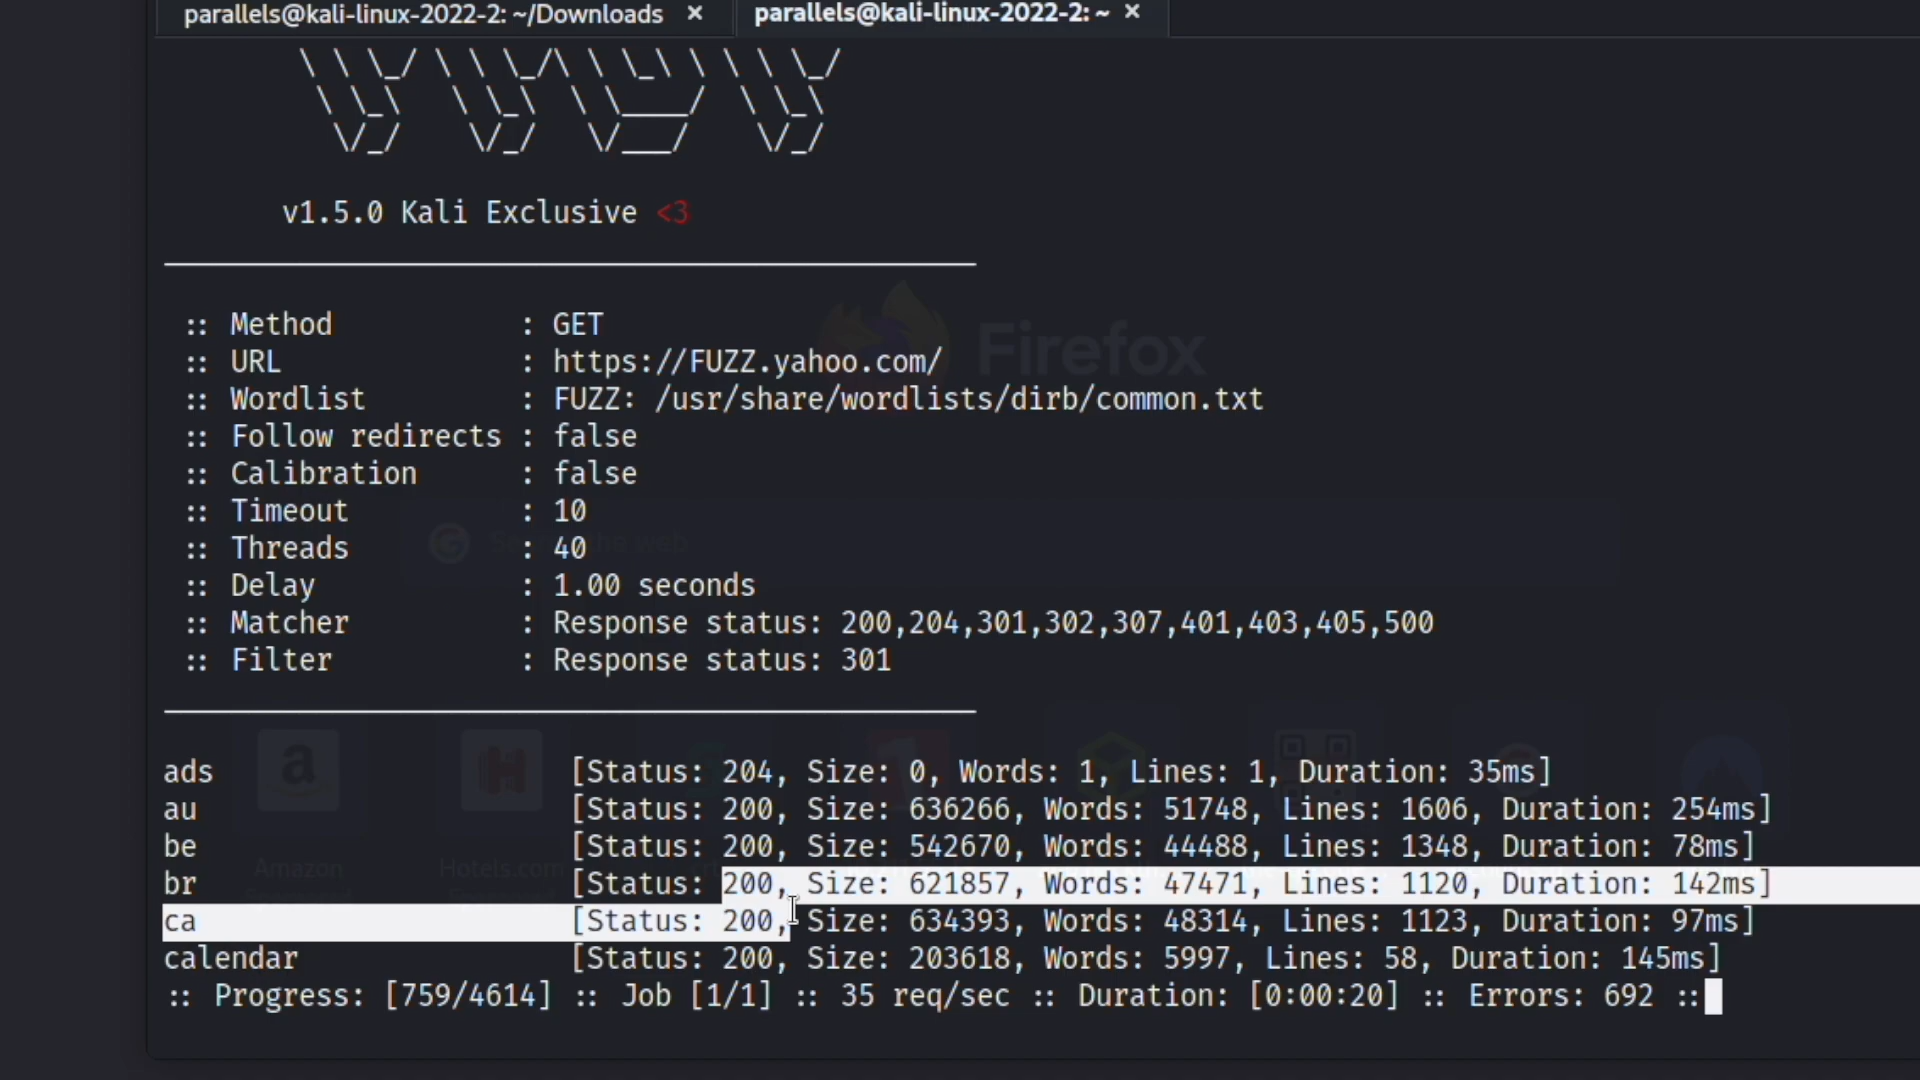 parallels@kali-linux-2022-2: ~/Downloads × parallels@kali-linux-2022-2: ~ ×
v1.5.0 Kali Exclusive <3
:: Method : GET
:: URL : https://FUZZ.yahoo.com/
:: Wordlist : FUZZ: /usr/share/wordlists/dirb/common.txt
:: Follow redirects : false
:: Calibration : false
:: Timeout : 10
:: Threads : 40
:: Delay : 1.00 seconds
:: Matcher : Response status: 200,204,301,302,307,401,403,405,500
:: Filter : Response status: 301
Firefox
ads [Status: 204, Size: 0, Words: 1, Lines: 1, Duration: 35ms]
au [Status: 200, Size: 636266, Words: 51748, Lines: 1606, Duration: 254ms]
be [Status: 200, Size: 542670, Words: 44488, Lines: 1348, Duration: 78ms]
br [Status: 200, Size: 621857, Words: 47471, Lines: 1120, Duration: 142ms]
ca [Status: 200, Size: 634393, Words: 48314, Lines: 1123, Duration: 97ms]
calendar [Status: 200, Size: 203618, Words: 5997, Lines: 58, Duration: 145ms]
:: Progress: [759/4614] :: Job [1/1] :: 35 req/sec :: Duration: [0:00:20] :: Errors: 692 ::
Amazon
Hotels.com